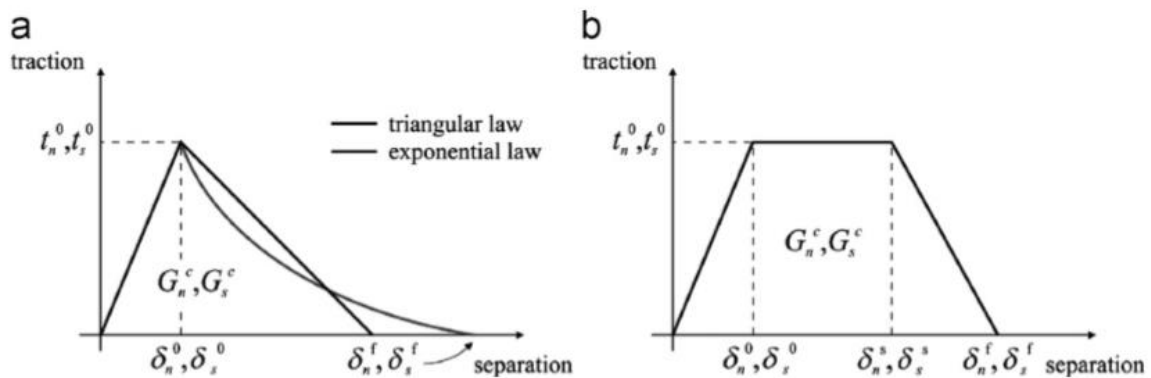 a
traction
t_n^0, t_s^0
triangular law
exponential law
G_n^c, G_s^c
δ_n^0, δ_s^0
δ_n^f, δ_s^f
separation
b
traction
t_n^0, t_s^0
G_n^c, G_s^c
δ_n^0, δ_s^0
δ_n^s, δ_s^s
δ_n^f, δ_s^f
separation